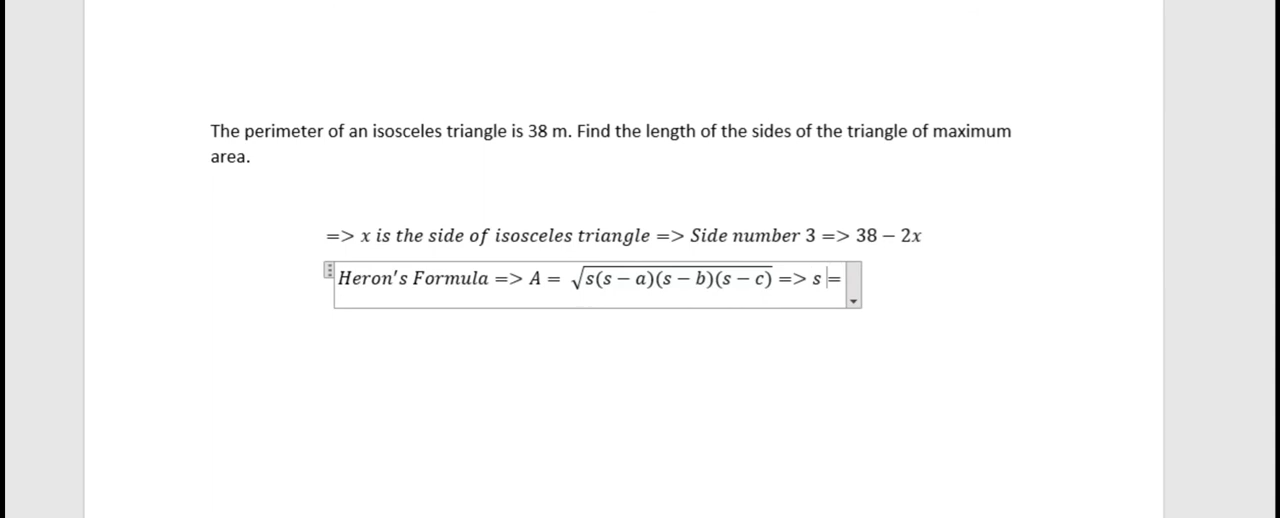 The perimeter of an isosceles triangle is 38 m. Find the length of the sides of the triangle of maximum
area.
=> x is the side of isosceles triangle => Side number 3 => 38 − 2x
Heron's Formula => A = √s(s − a)(s − b)(s − c) => s =